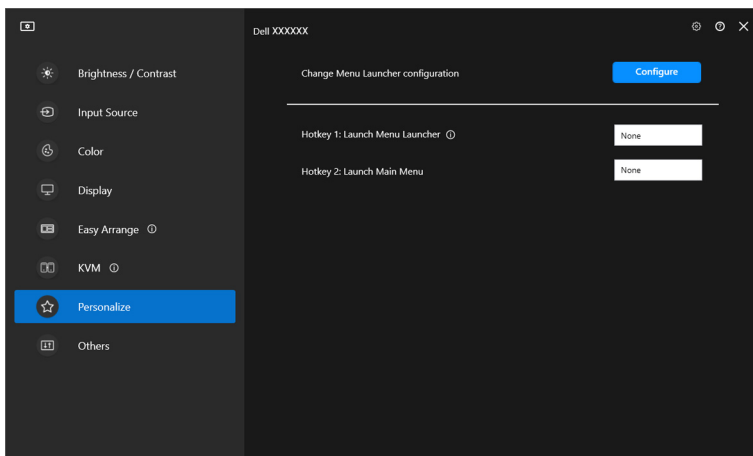 Dell XXXXXX
Brightness / Contrast
Input Source
Color
Display
Easy Arrange
KVM
Personalize
Others
Change Menu Launcher configuration
Configure
Hotkey 1: Launch Menu Launcher
None
Hotkey 2: Launch Main Menu
None